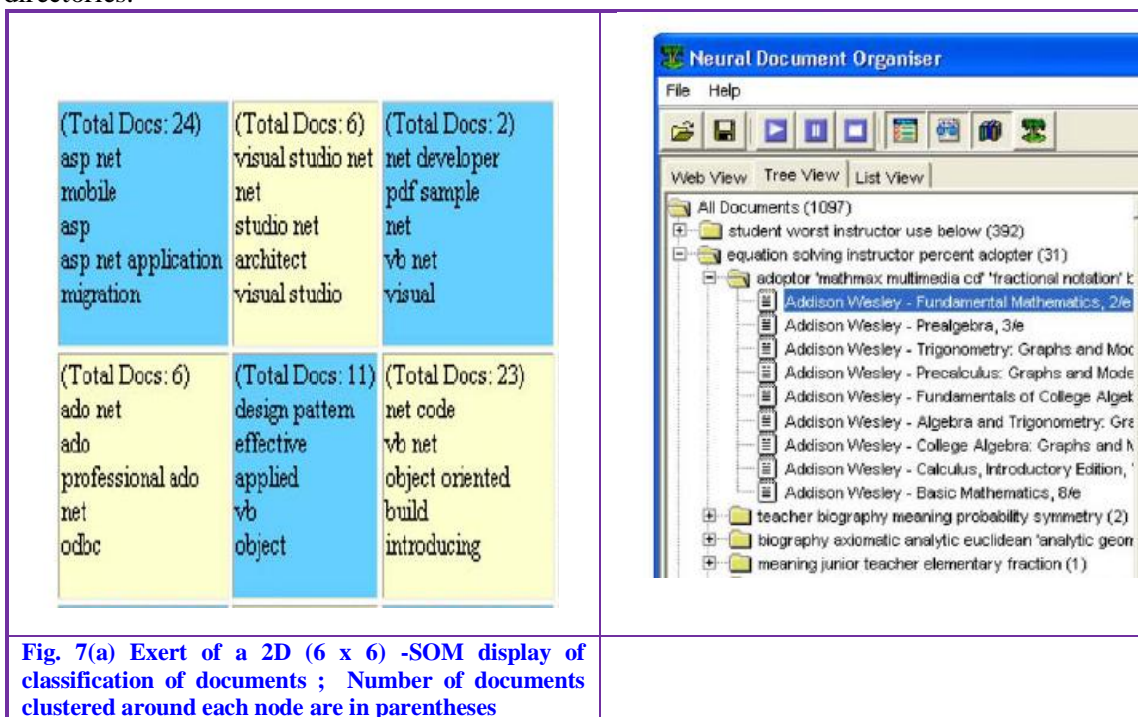 directories.
(Total Docs: 24)
asp net
mobile
asp
asp net application
migration
(Total Docs: 6)
visual studio net
net
studio net
architect
visual studio
(Total Docs: 2)
net developer
pdf sample
net
vb net
visual
(Total Docs: 6)
ado net
ado
professional ado
net
odbc
(Total Docs: 11)
design pattern
effective
applied
vb
object
(Total Docs: 23)
net code
vb net
object oriented
build
introducing
Fig. 7(a) Exert of a 2D (6 x 6) -SOM display of
classification of documents ; Number of documents
clustered around each node are in parentheses
Neural Document Organiser
File Help
Web View Tree View List View
All Documents (1097)
student worst instructor use below (392)
equation solving instructor percent adopter (31)
adoptor 'mathmax multimedia cd' 'fractional notation'
Addison Wesley - Fundamental Mathematics, 2/e
Addison Wesley - Prealgebra, 3/e
Addison Wesley - Trigonometry: Graphs and
Addison Wesley - Precalculus: Graphs and
Addison Wesley - Fundamentals of College
Addison Wesley - Algebra and Trigonometry:
Addison Wesley - College Algebra: Graphs and
Addison Wesley - Calculus, Introductory Edition,
Addison Wesley - Basic Mathematics, 8/e
teacher biography meaning probability symmetry (2)
biography axiomatic analytic euclidean 'analytic
meaning junior teacher elementary fraction (1)